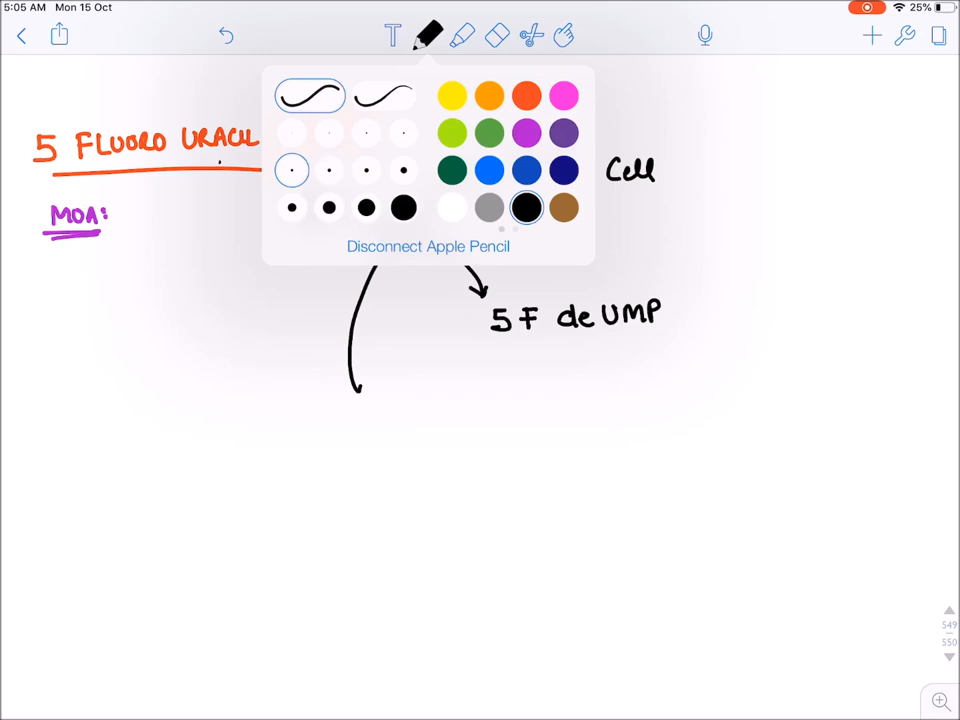 5:05 AM Mon 15 Oct
25%
T
5 FLUORO URACIL
Cell
MOA:
Disconnect Apple Pencil
5 F de UMP
549
550